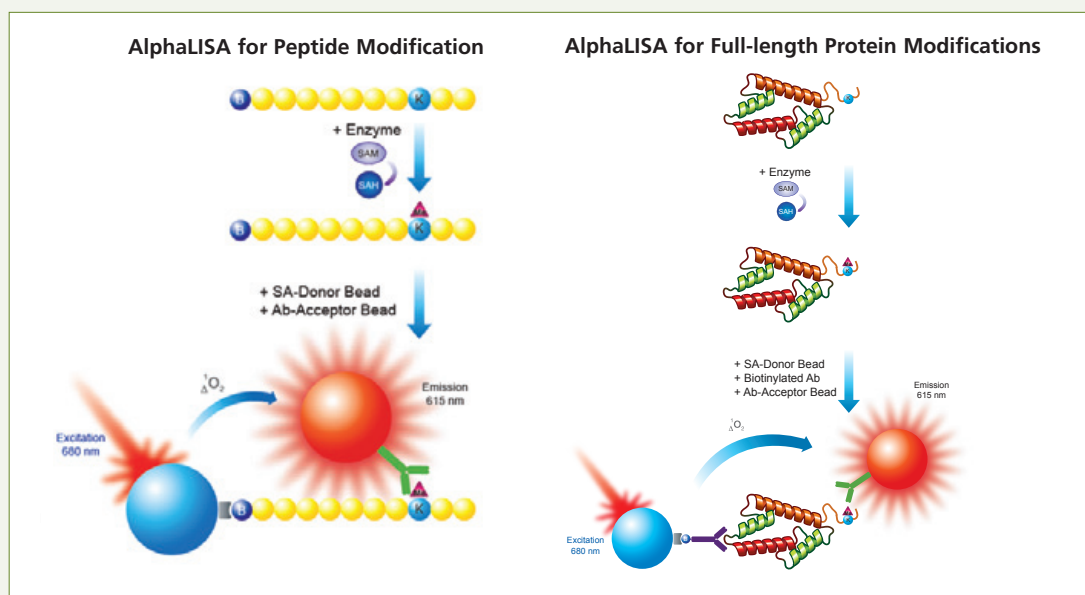 AlphaLISA for Peptide Modification
B
K
+ Enzyme
SAM
SAH
B
K
+ SA-Donor Bead
+ Ab-Acceptor Bead
¹ΔO₂
Emission
615 nm
Excitation
680 nm
B
K
AlphaLISA for Full-length Protein Modifications
+ Enzyme
SAM
SAH
+ SA-Donor Bead
+ Biotinylated Ab
+ Ab-Acceptor Bead
Emission
615 nm
¹ΔO₂
Excitation
680 nm